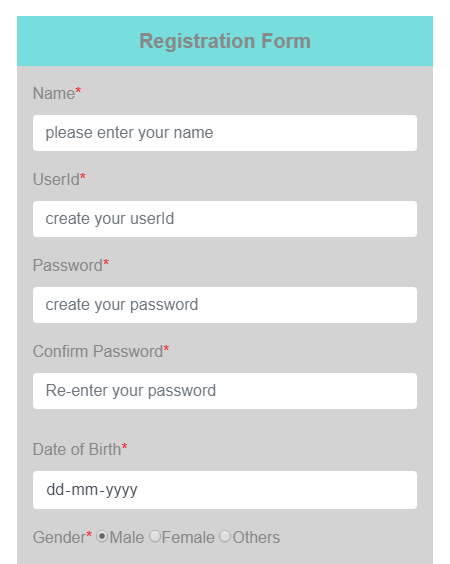 Registration Form
Name*
please enter your name
UserId*
create your userId
Password*
create your password
Confirm Password*
Re-enter your password
Date of Birth*
dd-mm-yyyy
Gender* Male Female Others